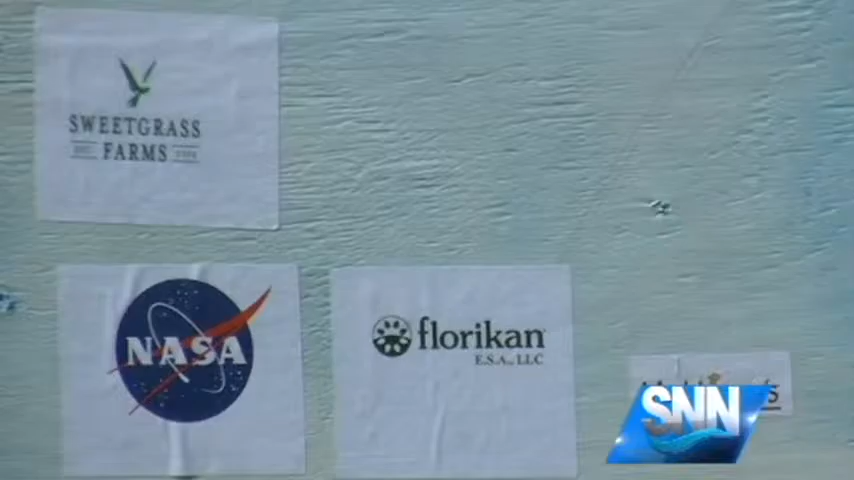 SWEETGRASS
FARMS
NASA
florikan
E.S.A., LLC
SNN